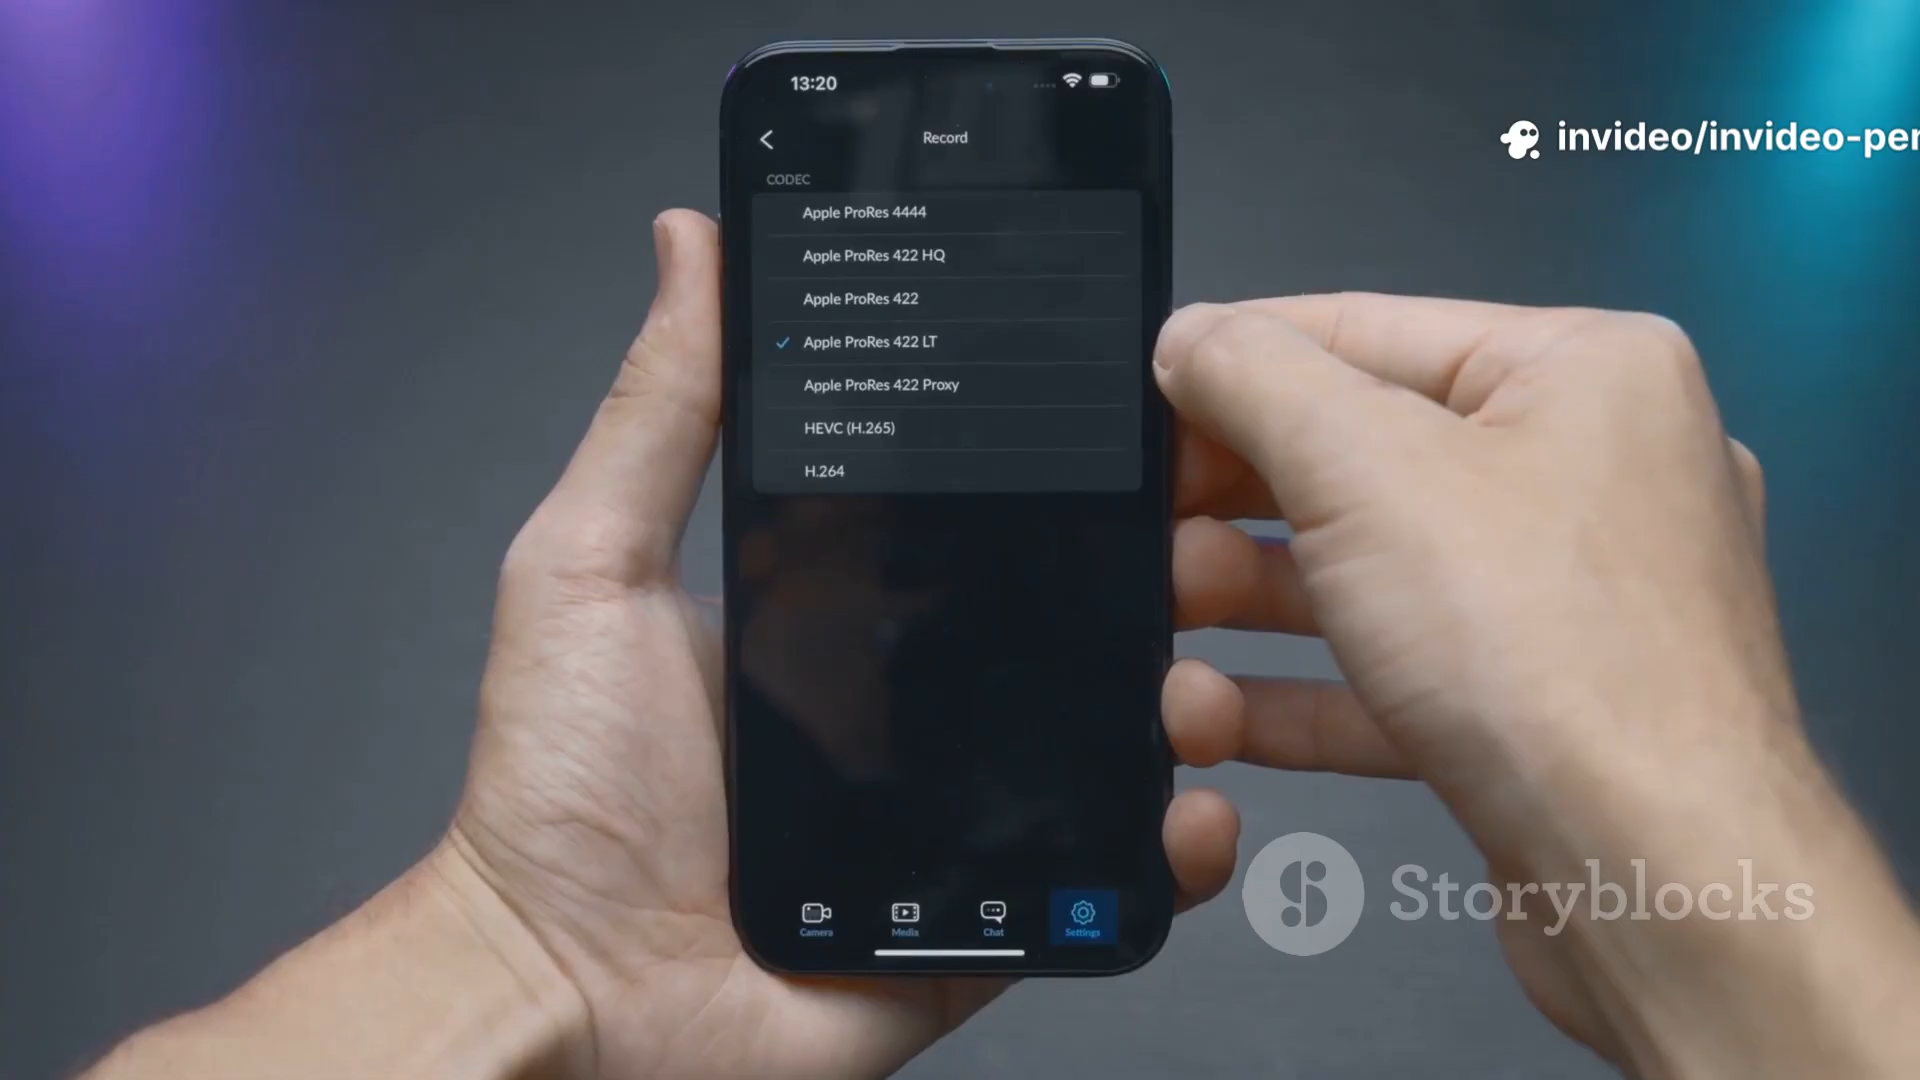 13:20
invideo/invideo-per
Record
CODEC
Apple ProRes 4444
Apple ProRes 422 HQ
Apple ProRes 422
Apple ProRes 422 LT
Apple ProRes 422 Proxy
HEVC (H.265)
H.264
Storyblocks
Camera
Media
Chat
Settings